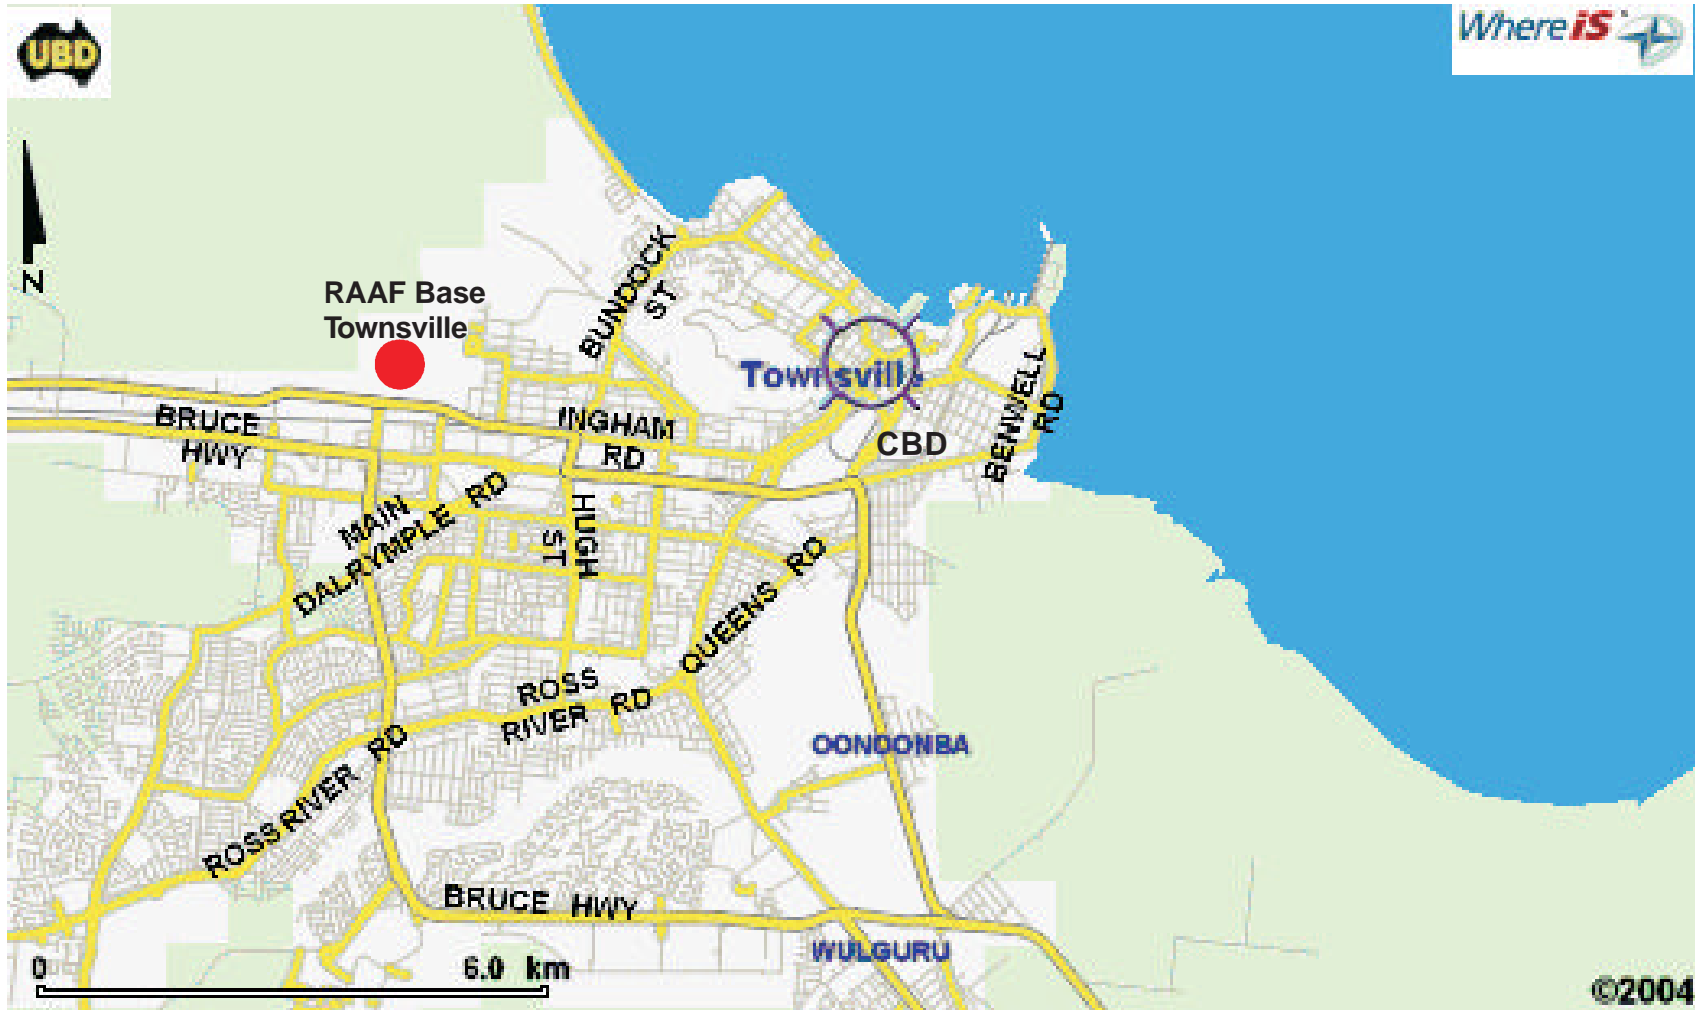 UBD
Where iS
N
RAAF Base
Townsville
BUNDOCK
ST
Townsville
BENWELL
RD
CBD
BRUCE
HWY
INGHAM
RD
MAIN
DALRYMPLE RD
HUGH
ST
QUEENS RD
ROSS
RIVER RD
ROSS RIVER RD
OONOONBA
BRUCE HWY
WULGURU
0 6.0 km
©2004